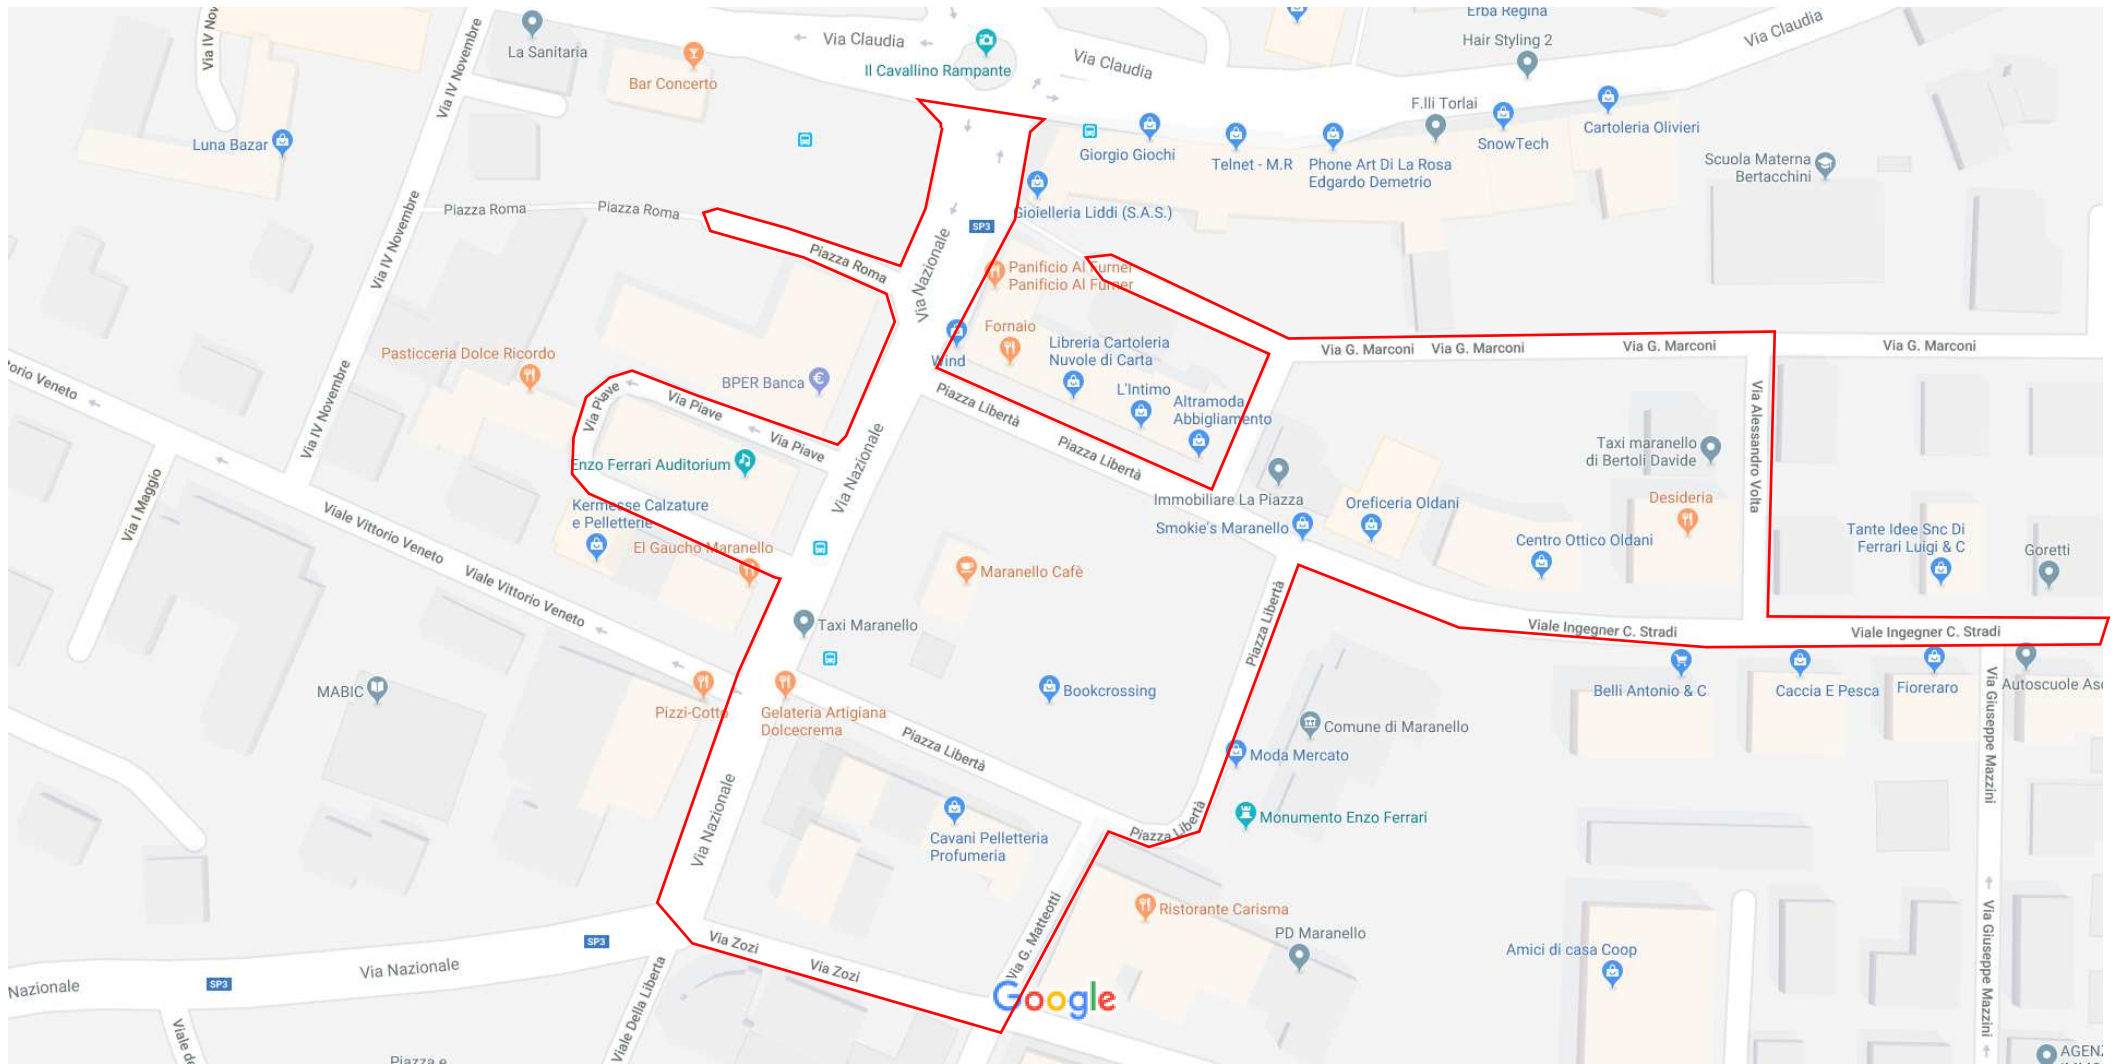 Via IV Nov
Via IV Novembre
La Sanitaria
Bar Concerto
Via Claudia
Il Cavallino Rampante
Via Claudia
Erba Regina
Hair Styling 2
Via Claudia
Luna Bazar
F.lli Torlai
SnowTech
Cartoleria Olivieri
Giorgio Giochi
Telnet - M.R
Phone Art Di La Rosa
Edgardo Demetrio
Scuola Materna
Bertacchini
Via IV Novembre
Piazza Roma
Piazza Roma
Gioielleria Liddi (S.A.S.)
SP3
Piazza Roma
Via Nazionale
Panificio Al Furner
Panificio Al Furner
Fornaio
Wind
Libreria Cartoleria
Nuvole di Carta
L'Intimo
Altramoda
Abbigliamento
Via G. Marconi
Via G. Marconi
Via G. Marconi
Via G. Marconi
Pasticceria Dolce Ricordo
BPER Banca
orio Veneto
Via IV Novembre
Via Piave
Via Piave
Via Piave
Piazza Libertà
Piazza Libertà
Via Alessandro Volta
Taxi maranello
di Bertoli Davide
Desideria
Enzo Ferrari Auditorium
Via Nazionale
Immobiliare La Piazza
Smokie's Maranello
Oreficeria Oldani
Centro Ottico Oldani
Tante Idee Snc Di
Ferrari Luigi & C
Goretti
Via I Maggio
Viale Vittorio Veneto
Viale Vittorio Veneto
Kermesse Calzature
e Pelletterie
El Gaucho Maranello
Maranello Cafè
Taxi Maranello
Piazza Libertà
Viale Ingegner C. Stradi
Viale Ingegner C. Stradi
MABIC
Pizzi-Cotto
Gelateria Artigiana
Dolcecrema
Bookcrossing
Piazza Libertà
Comune di Maranello
Moda Mercato
Belli Antonio & C
Caccia E Pesca
Fioreraro
Autoscuole Asc
Via Giuseppe Mazzini
Via Nazionale
Cavani Pelletteria
Profumeria
Piazza Libertà
Monumento Enzo Ferrari
Via G. Matteotti
Ristorante Carisma
PD Maranello
Amici di casa Coop
Via Giuseppe Mazzini
SP3
Via Zozi
Via Zozi
Via Nazionale
SP3
Nazionale
Viale Della Liberta
Google
Viale de
Piazza e
AGEN